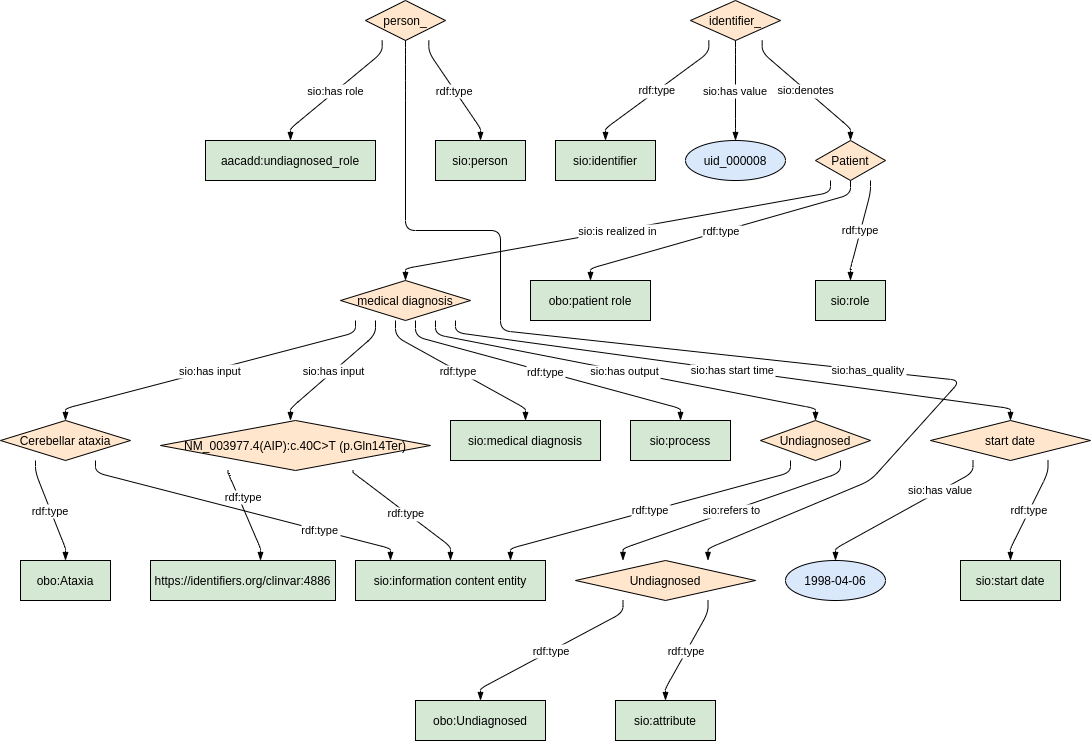 person_
identifier_
sio:has role
rdf:type
rdf:type
sio:has value
sio:denotes
aacadd:undiagnosed_role
sio:person
sio:identifier
uid_000008
Patient
sio:is realized in
rdf:type
rdf:type
medical diagnosis
obo:patient role
sio:role
sio:has input
sio:has input
rdf:type
rdf:type
sio:has output
sio:has start time
sio:has_quality
Cerebellar ataxia
NM_003977.4(AIP):c.40C>T (p.Gln14Ter)
sio:medical diagnosis
sio:process
Undiagnosed
start date
rdf:type
rdf:type
rdf:type
rdf:type
rdf:type
sio:refers to
sio:has value
rdf:type
obo:Ataxia
https://identifiers.org/clinvar:4886
sio:information content entity
Undiagnosed
1998-04-06
sio:start date
rdf:type
rdf:type
obo:Undiagnosed
sio:attribute